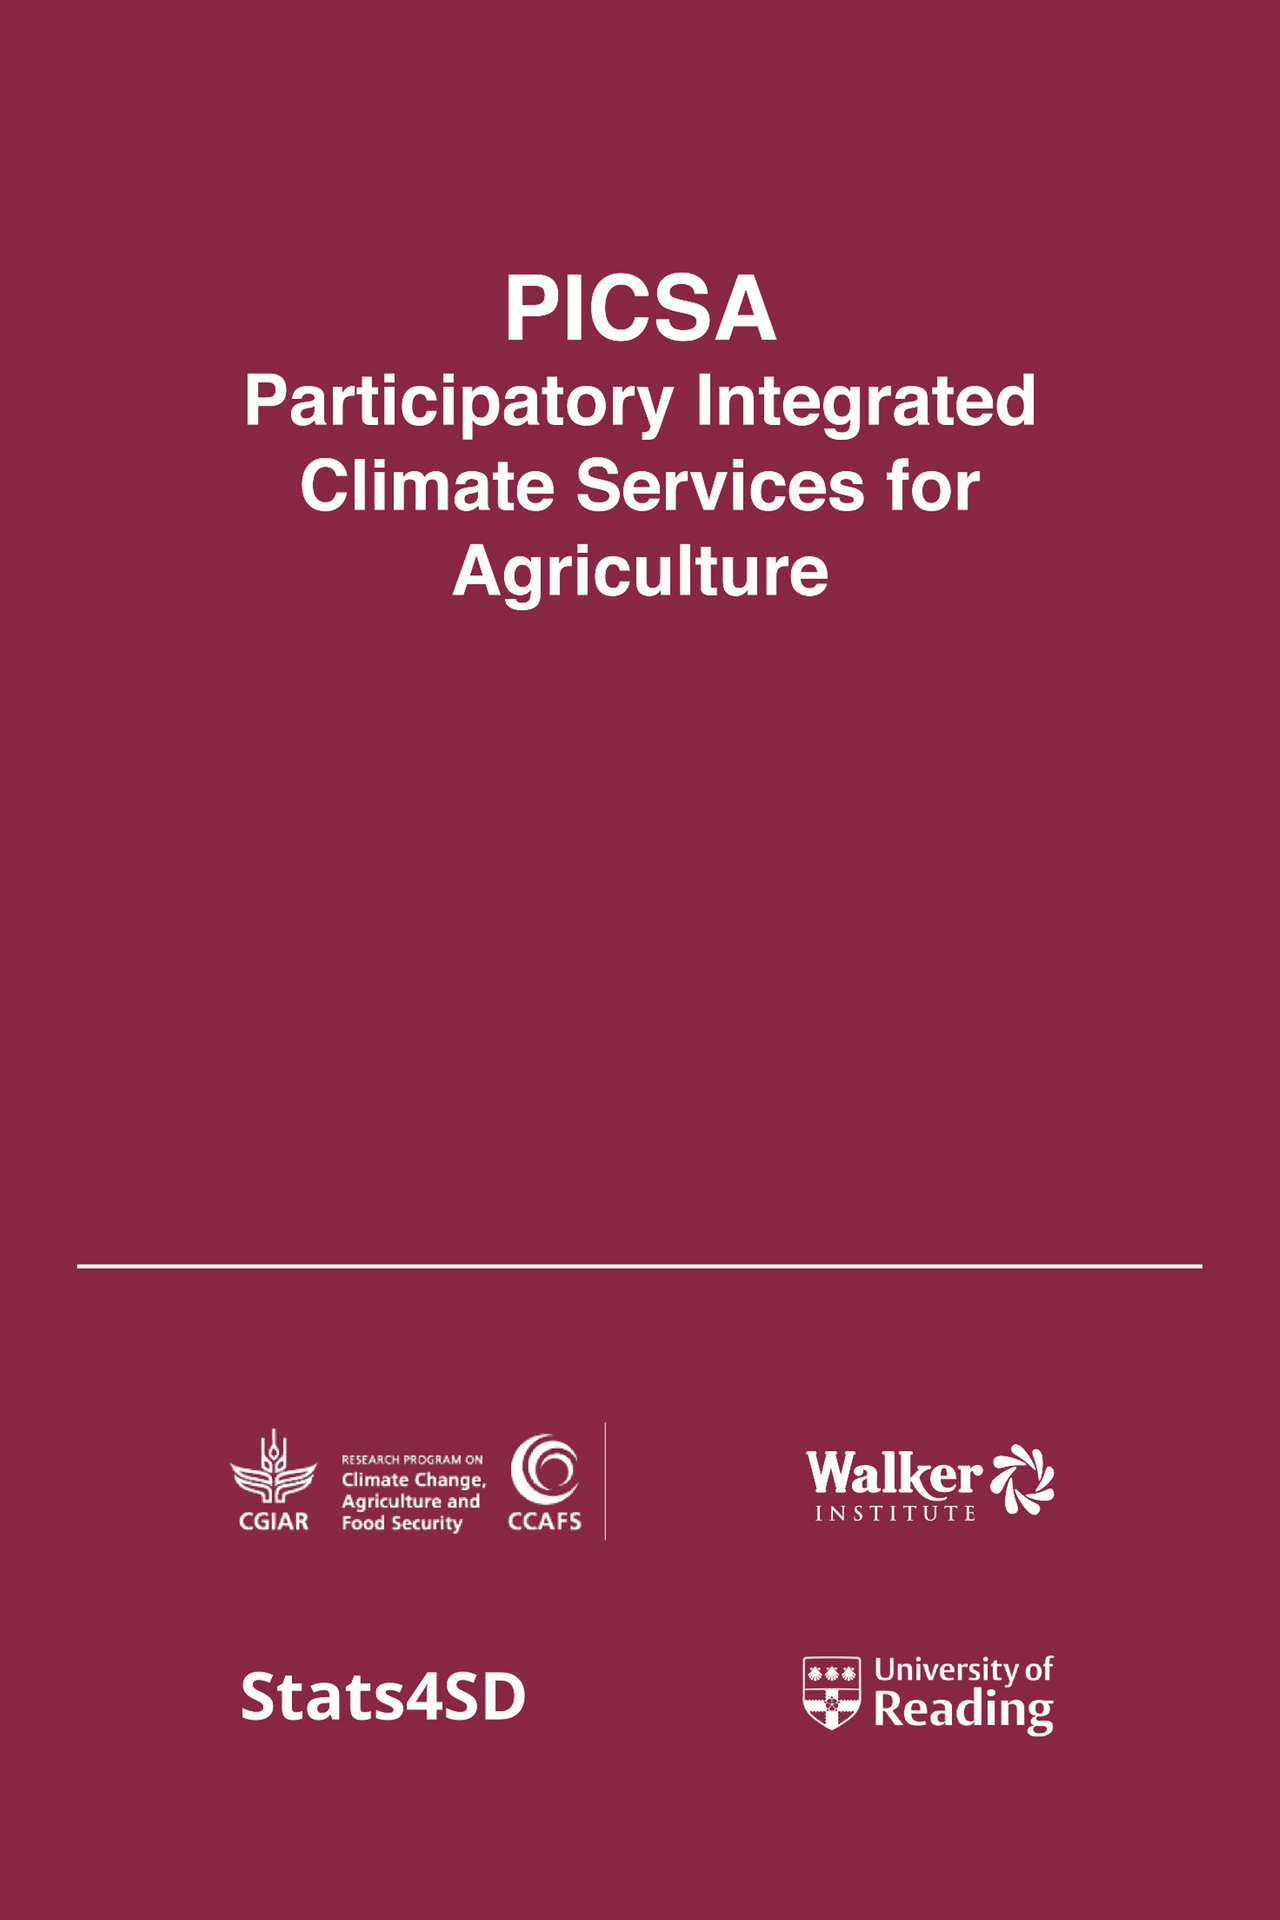 PICSA
Participatory Integrated
Climate Services for
Agriculture
CGIAR
RESEARCH PROGRAM ON
Climate Change,
Agriculture and
Food Security
CCAFS
Walker
INSTITUTE
Stats4SD
University of
Reading